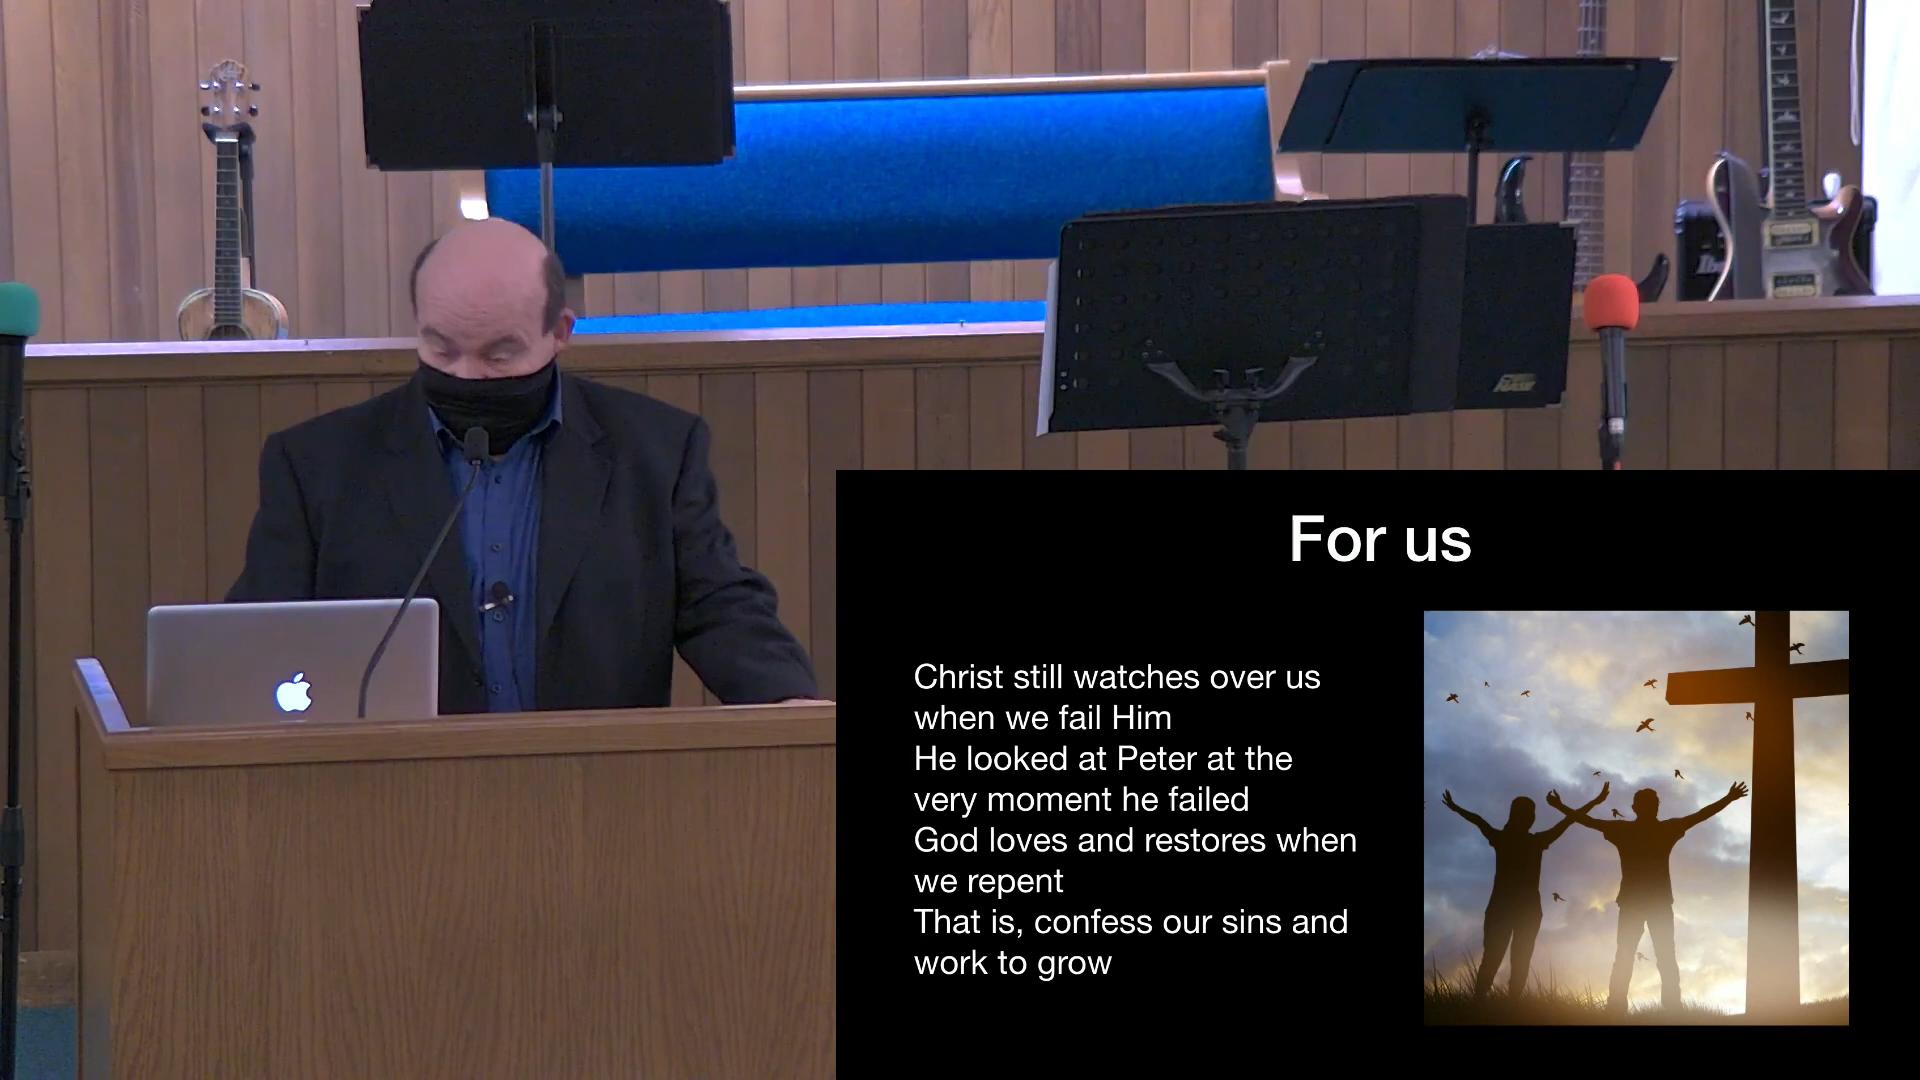 For us
Christ still watches over us
when we fail Him
He looked at Peter at the
very moment he failed
God loves and restores when
we repent
That is, confess our sins and
work to grow